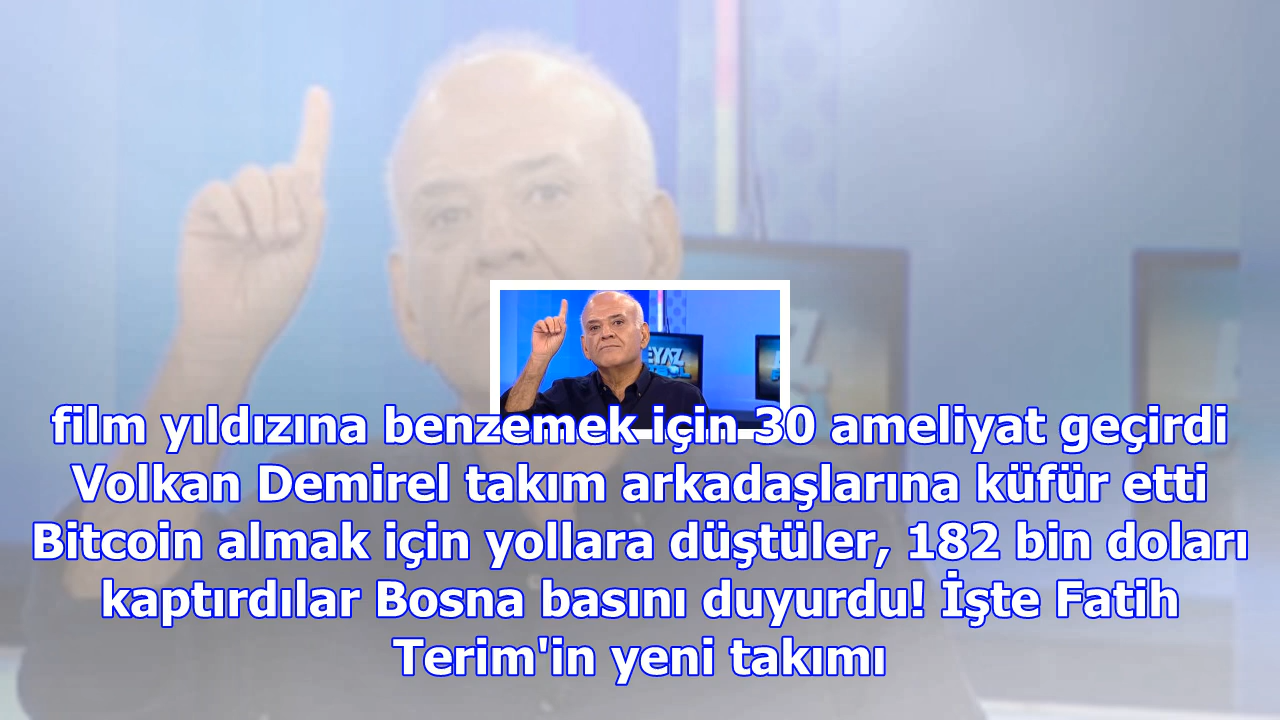 EYAZ
film yıldızına benzemek için 30 ameliyat geçirdi
Volkan Demirel takım arkadaşlarına küfür etti
Bitcoin almak için yollara düştüler, 182 bin doları
kaptırdılar Bosna basını duyurdu! İşte Fatih
Terim'in yeni takımı